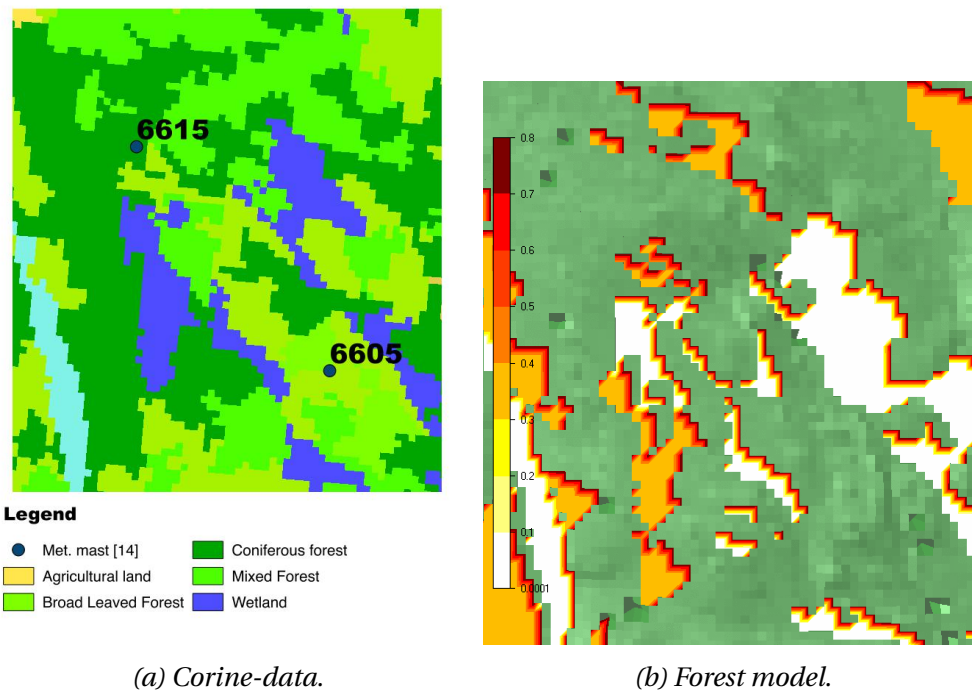 6615
6605
Legend
Met. mast [14]
Agricultural land
Broad Leaved Forest
Coniferous forest
Mixed Forest
Wetland
(a) Corine-data.
0.8
0.7
0.6
0.5
0.4
0.3
0.2
0.1
0.0001
(b) Forest model.